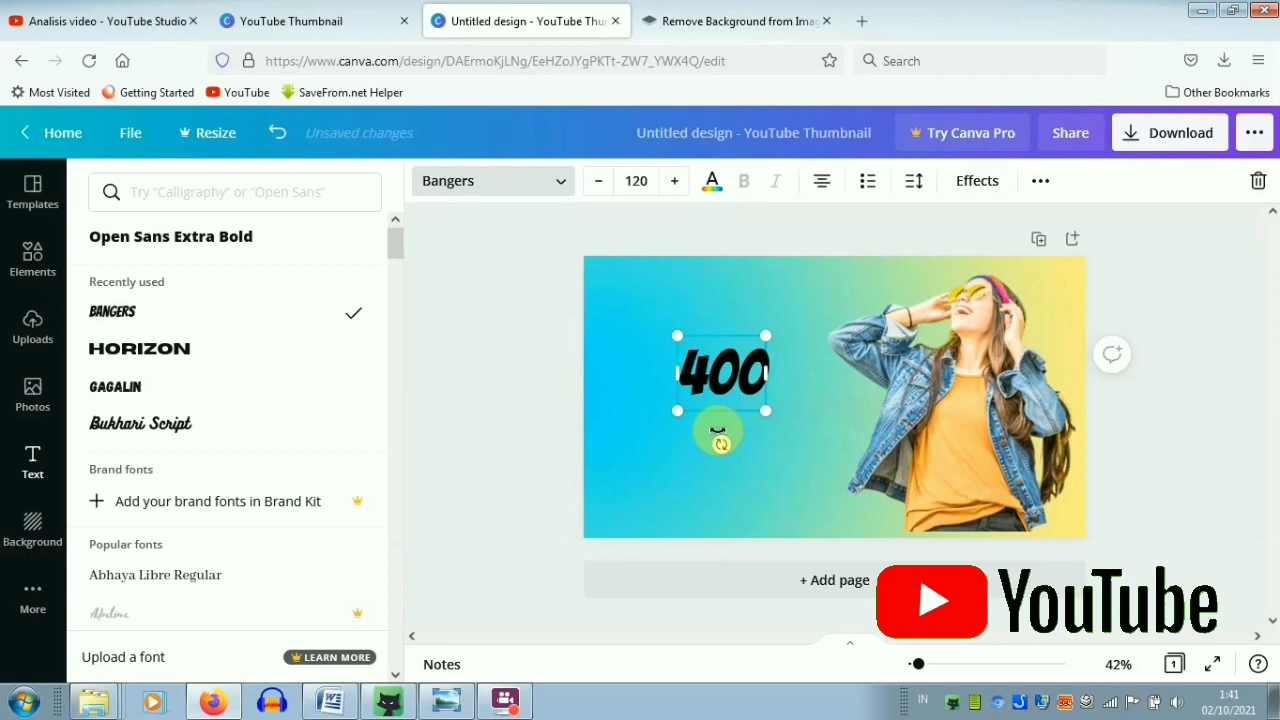 Analisis video - YouTube Studio
YouTube Thumbnail
Untitled design - YouTube Thu
Remove Background from Imag
https://www.canva.com/design/DAErmoKjLNg/EeHZoJYgPKTt-ZW7_YWX4Q/edit
Search
Most Visited
Getting Started
YouTube
SaveFrom.net Helper
Other Bookmarks
Home
File
Resize
Unsaved changes
Untitled design - YouTube Thumbnail
Try Canva Pro
Share
Download
Templates
Elements
Uploads
Photos
Text
Background
More
Try "Calligraphy" or "Open Sans"
Open Sans Extra Bold
Recently used
BANGERS
HORIZON
GAGALIN
Bukhari Script
Brand fonts
Add your brand fonts in Brand Kit
Popular fonts
Abhaya Libre Regular
Upload a font
LEARN MORE
Bangers
120
A
B
I
Effects
400
+ Add page
YouTube
Notes
42%
1
IN
1:41
02/10/2021